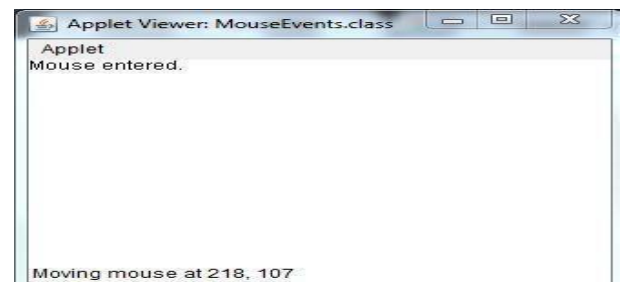 Applet Viewer: MouseEvents.class
Applet
Mouse entered.
Moving mouse at 218, 107